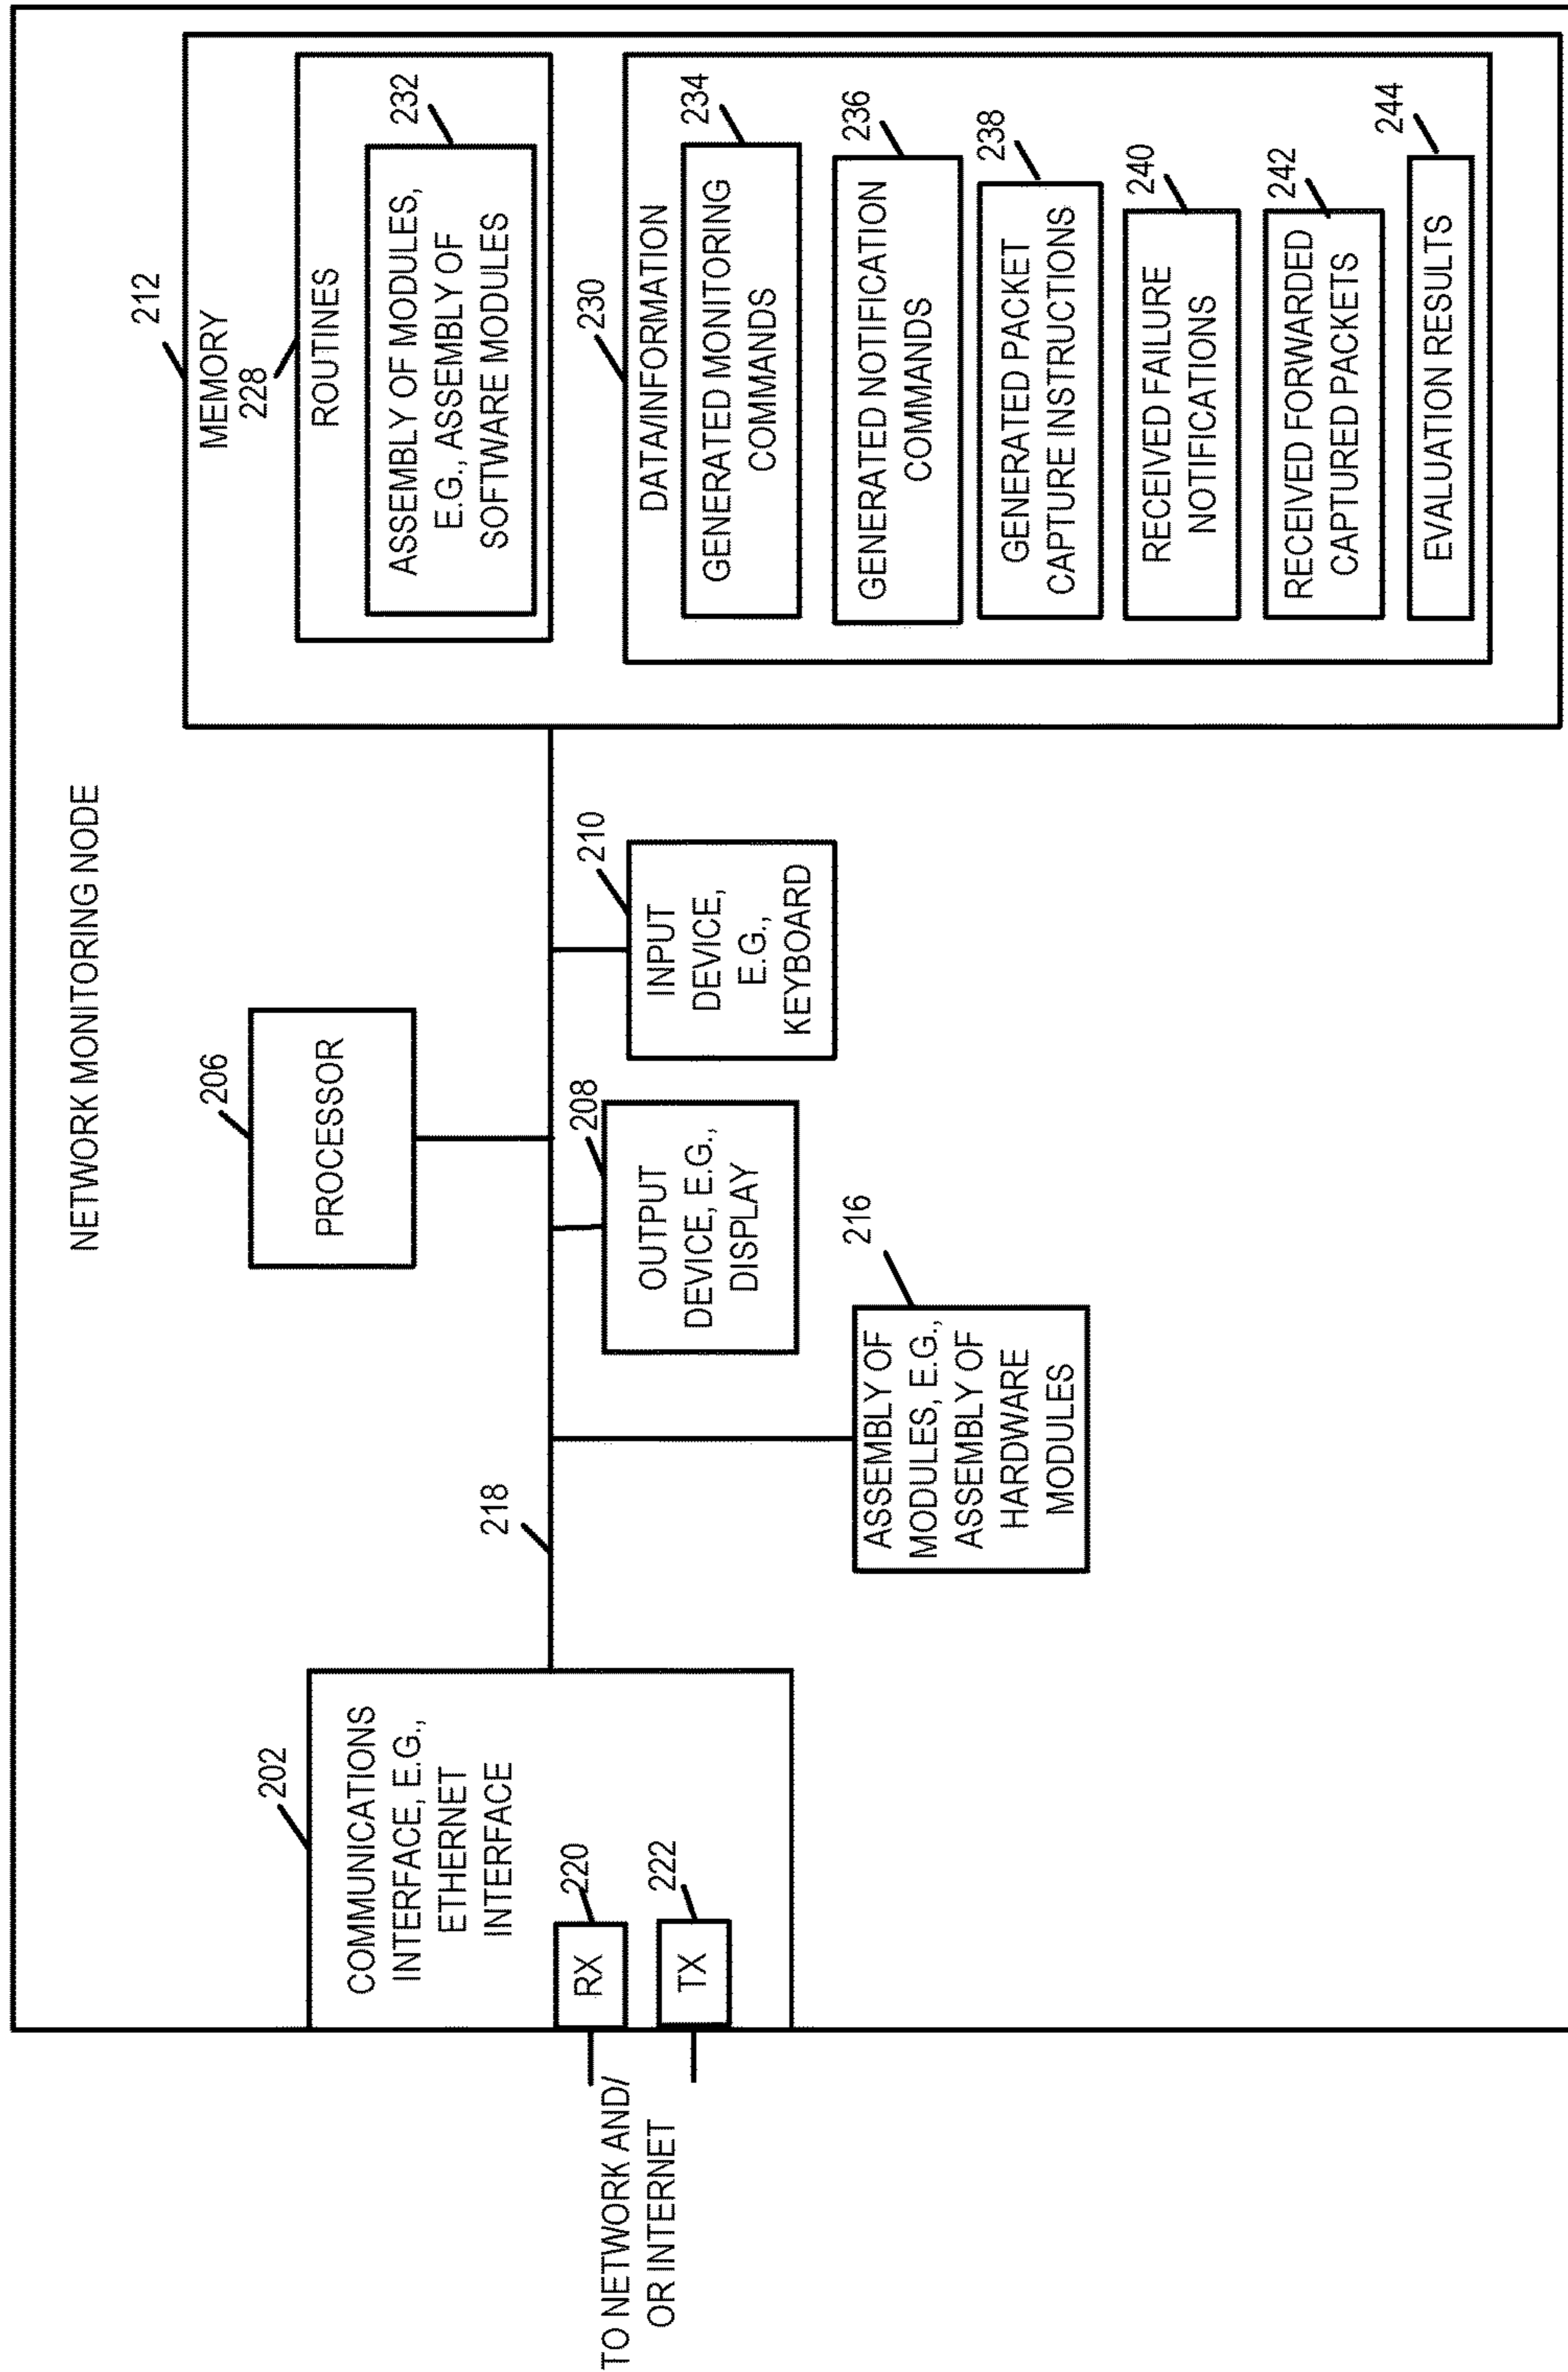 NETWORK MONITORING NODE
202
COMMUNICATIONS
INTERFACE, E.G.,
ETHERNET
INTERFACE
220
RX
222
TX
TO NETWORK AND/
OR INTERNET
218
206
PROCESSOR
208
OUTPUT
DEVICE, E.G.,
DISPLAY
210
INPUT
DEVICE,
E.G.,
KEYBOARD
216
ASSEMBLY OF
MODULES, E.G.,
ASSEMBLY OF
HARDWARE
MODULES
212
MEMORY
228
ROUTINES
232
ASSEMBLY OF MODULES,
E.G., ASSEMBLY OF
SOFTWARE MODULES
230
DATA/INFORMATION
234
GENERATED MONITORING
COMMANDS
236
GENERATED NOTIFICATION
COMMANDS
238
GENERATED PACKET
CAPTURE INSTRUCTIONS
240
RECEIVED FAILURE
NOTIFICATIONS
242
RECEIVED FORWARDED
CAPTURED PACKETS
244
EVALUATION RESULTS